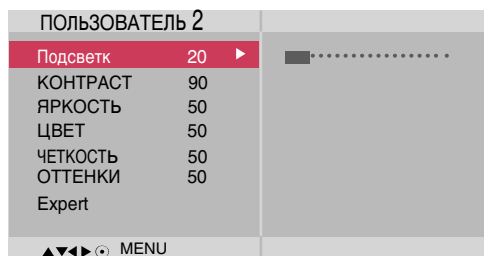 ПОЛЬЗОВАТЕЛЬ 2
Подсветк 20 ▶
КОНТРАСТ 90
ЯРКОСТЬ 50
ЦВЕТ 50
ЧЕТКОСТЬ 50
ОТТЕНКИ 50
Expert
▲▼◀▶⊙ MENU